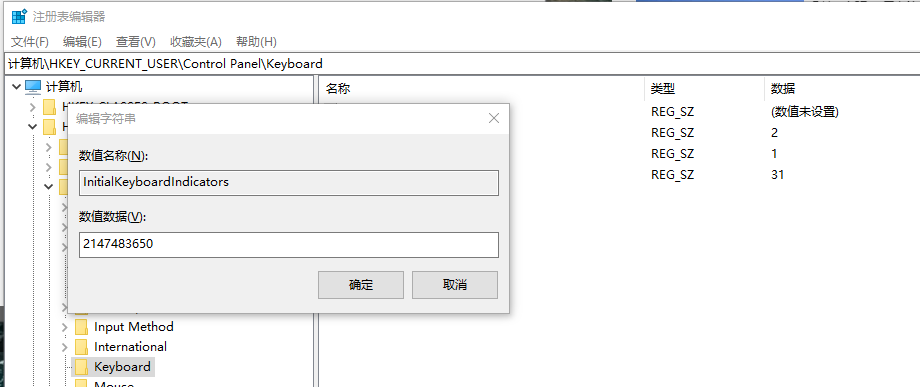 注册表编辑器
文件(F) 编辑(E) 查看(V) 收藏夹(A) 帮助(H)
计算机\HKEY_CURRENT_USER\Control Panel\Keyboard
计算机
名称 类型 数据
REG_SZ (数值未设置)
REG_SZ 2
REG_SZ 1
REG_SZ 31
编辑字符串
数值名称(N):
InitialKeyboardIndicators
数值数据(V):
2147483650
确定 取消
Input Method
International
Keyboard
Mouse